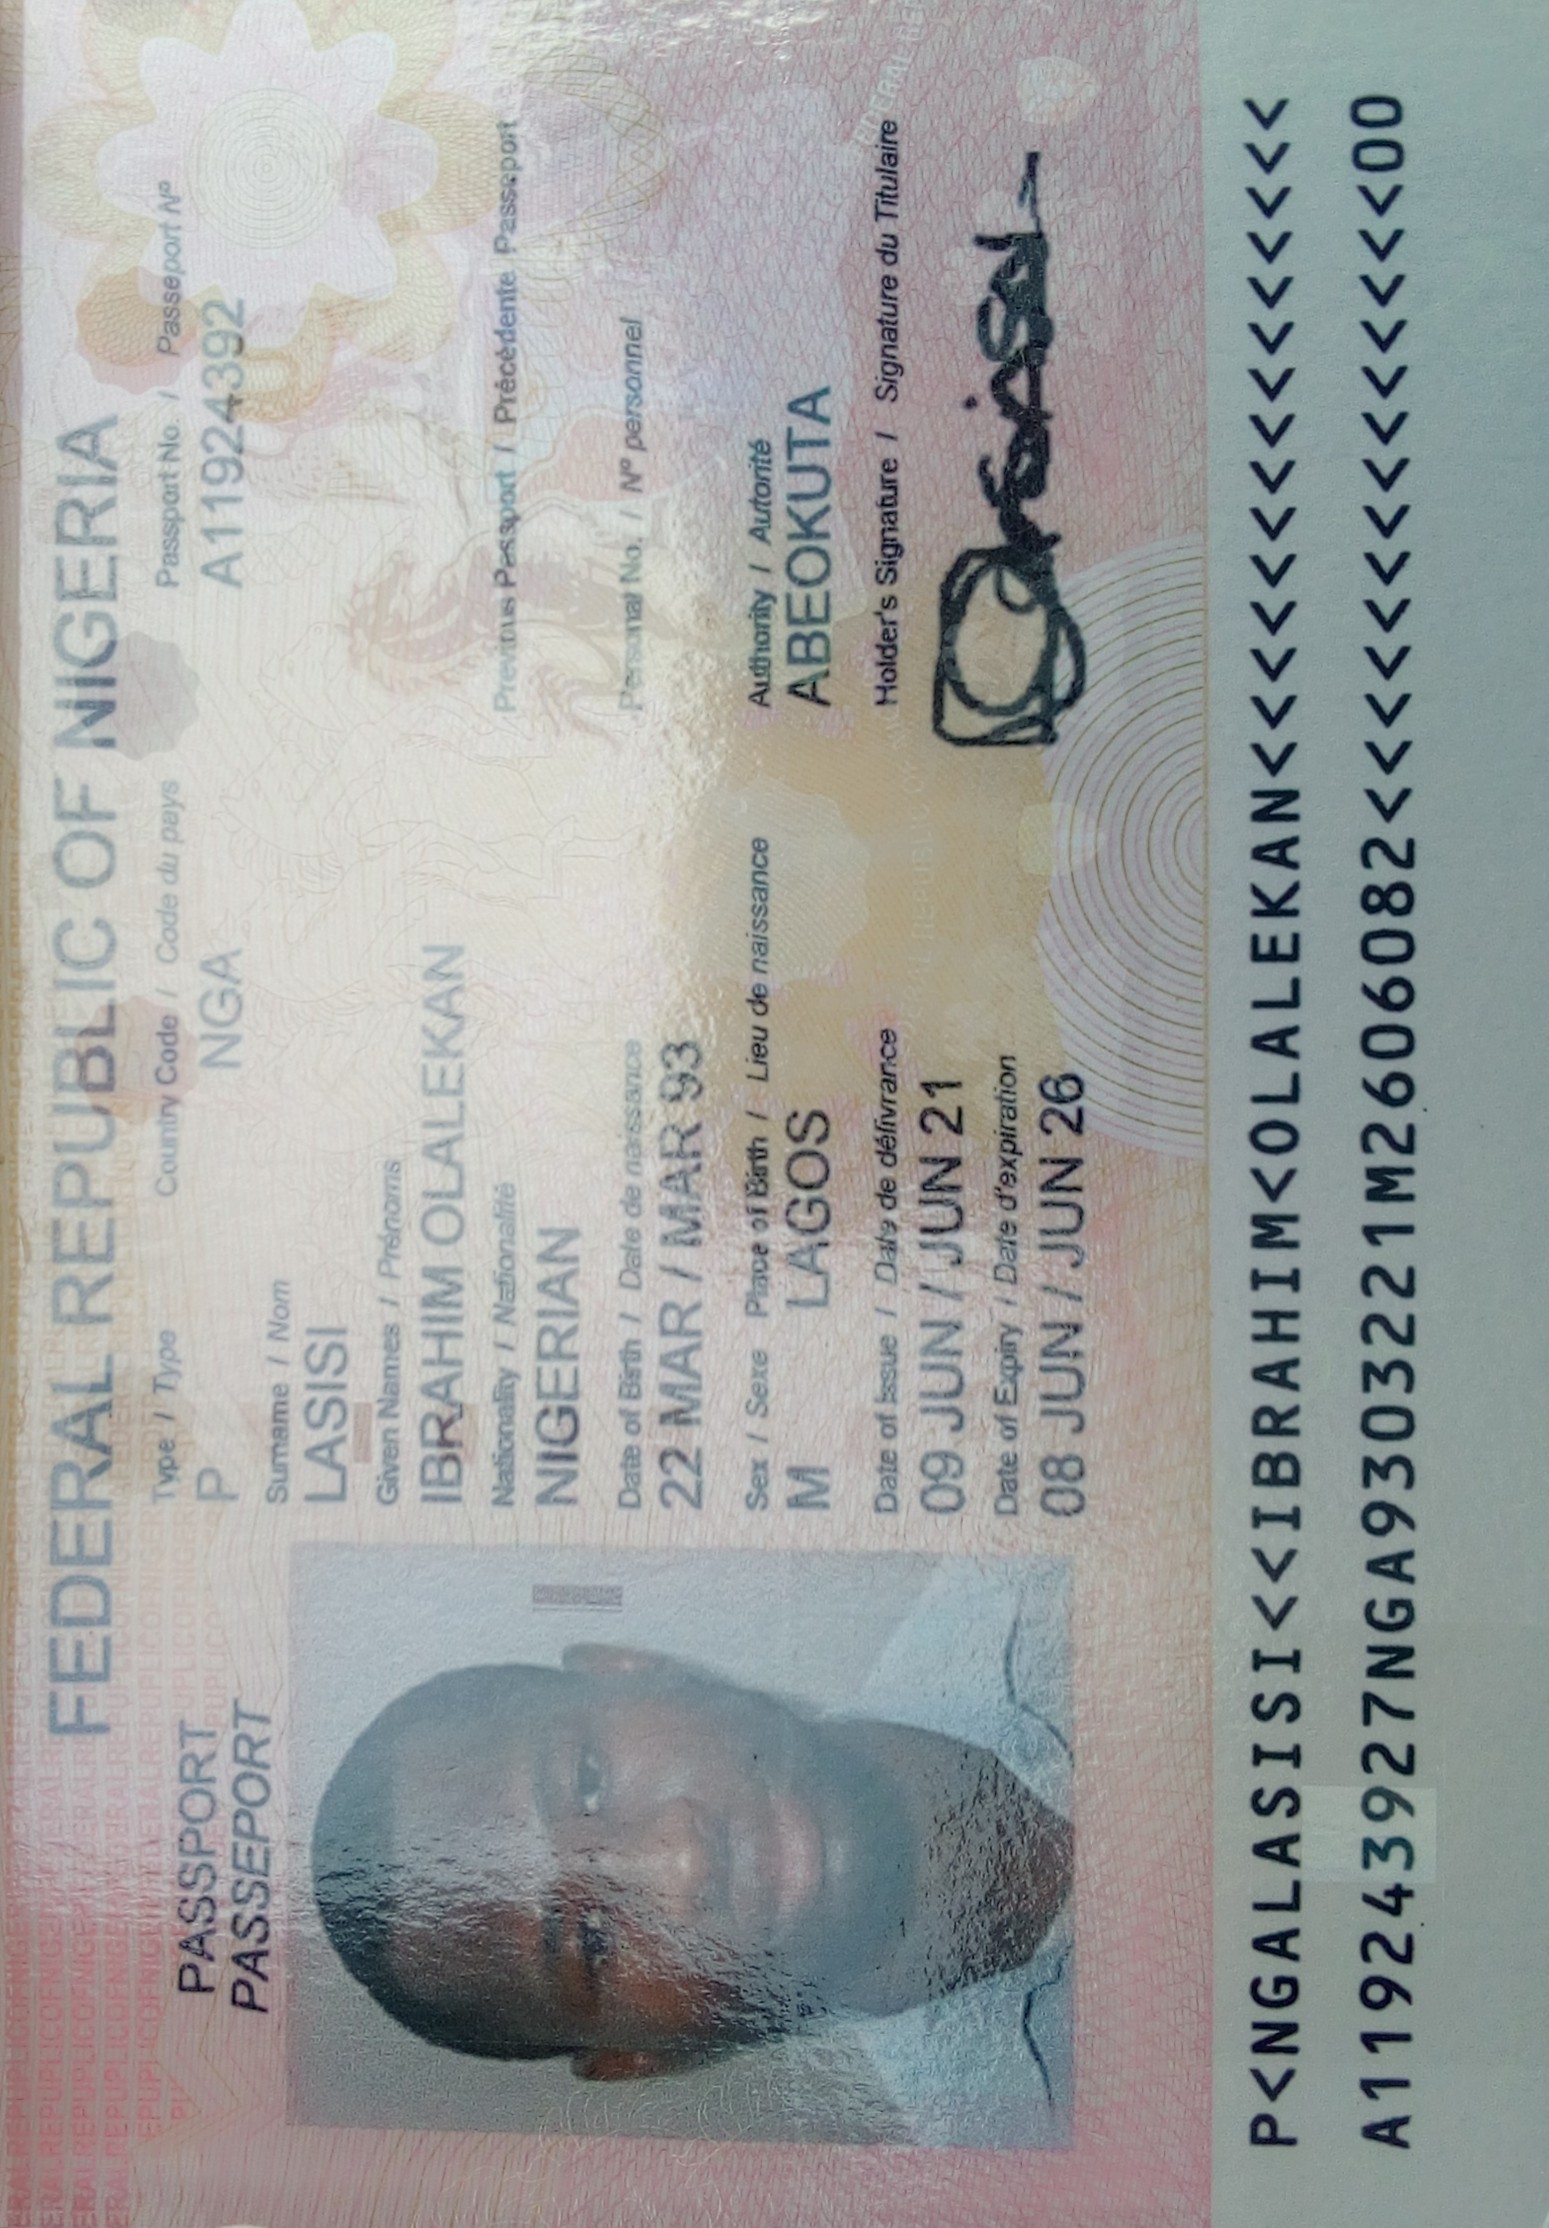 FEDERAL REPUBLIC OF NIGERIA
PASSPORT
PASSEPORT
Type / Type Country Code / Code du pays Passport No. / Passeport Nº
P NGA A11924392
Surname / Nom
LASISI
Given Names / Prénoms
IBRAHIM OLALEKAN
Nationality / Nationalité Previous Passport / Précédente Passeport
NIGERIAN
Date of Birth / Date de naissance Personal No. / Nº personnel
22 MAR / MAR 93
Sex / Sexe Place of Birth / Lieu de naissance Authority / Autorité
M LAGOS ABEOKUTA
Date of Issue / Date de délivrance Holder's Signature / Signature du Titulaire
09 JUN / JUN 21
Date of Expiry / Date d'expiration
08 JUN / JUN 26
P<NGALASISI<<IBRAHIM<OLALEKAN<<<<<<<<<<<<<<<
A119243927NGA9303221M2606082<<<<<<<<<<<<<<00